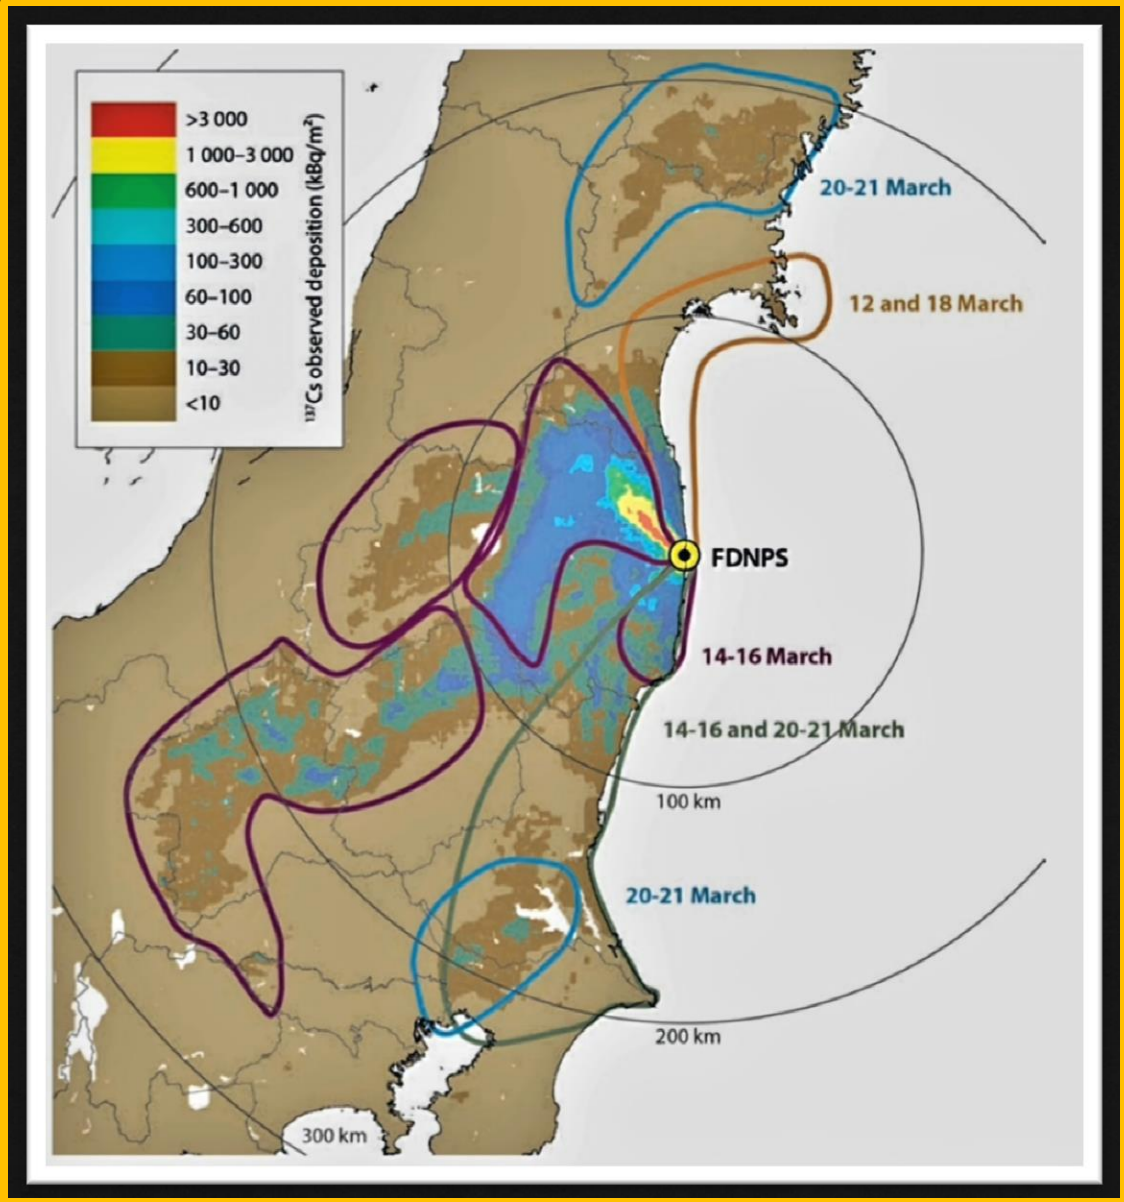 >3 000
1 000–3 000
600–1 000
300–600
100–300
60–100
30–60
10–30
<10
¹³⁷Cs observed deposition (kBq/m²)
20-21 March
12 and 18 March
FDNPS
14-16 March
14-16 and 20-21 March
100 km
20-21 March
200 km
300 km